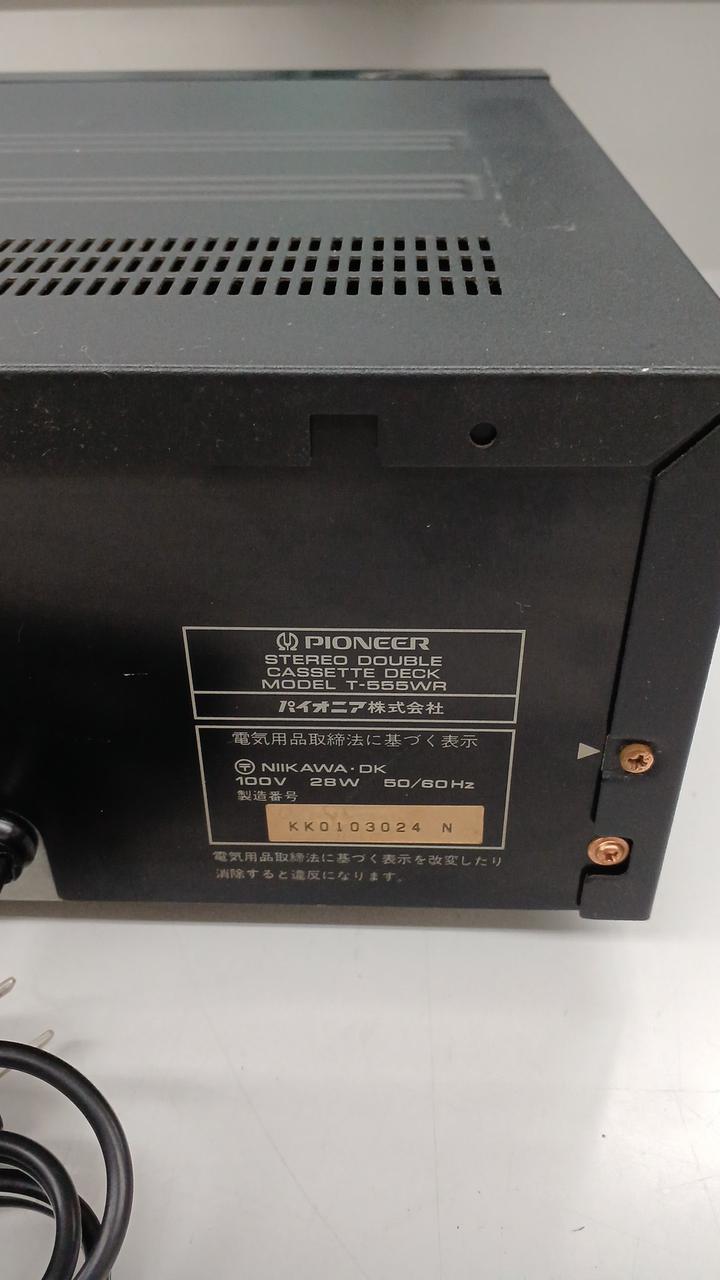 PIONEER
STEREO DOUBLE
CASSETTE DECK
MODEL T-555WR
パイオニア株式会社
電気用品取締法に基づく表示
〒 NIIKAWA・DK
100V 28W 50/60Hz
製造番号
KK0103024 N
電気用品取締法に基づく表示を改変したり
消除すると違反になります。